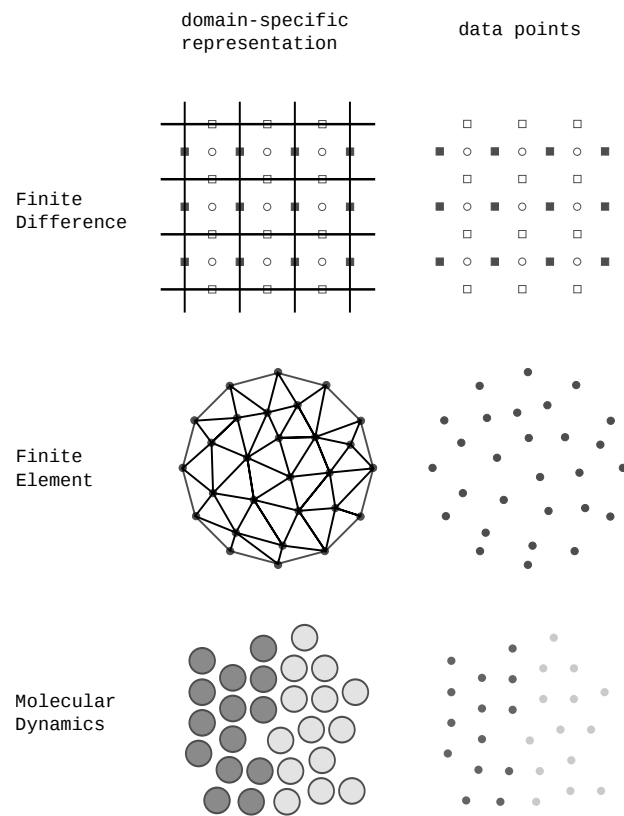 domain-specific
representation
data points
Finite
Difference
Finite
Element
Molecular
Dynamics